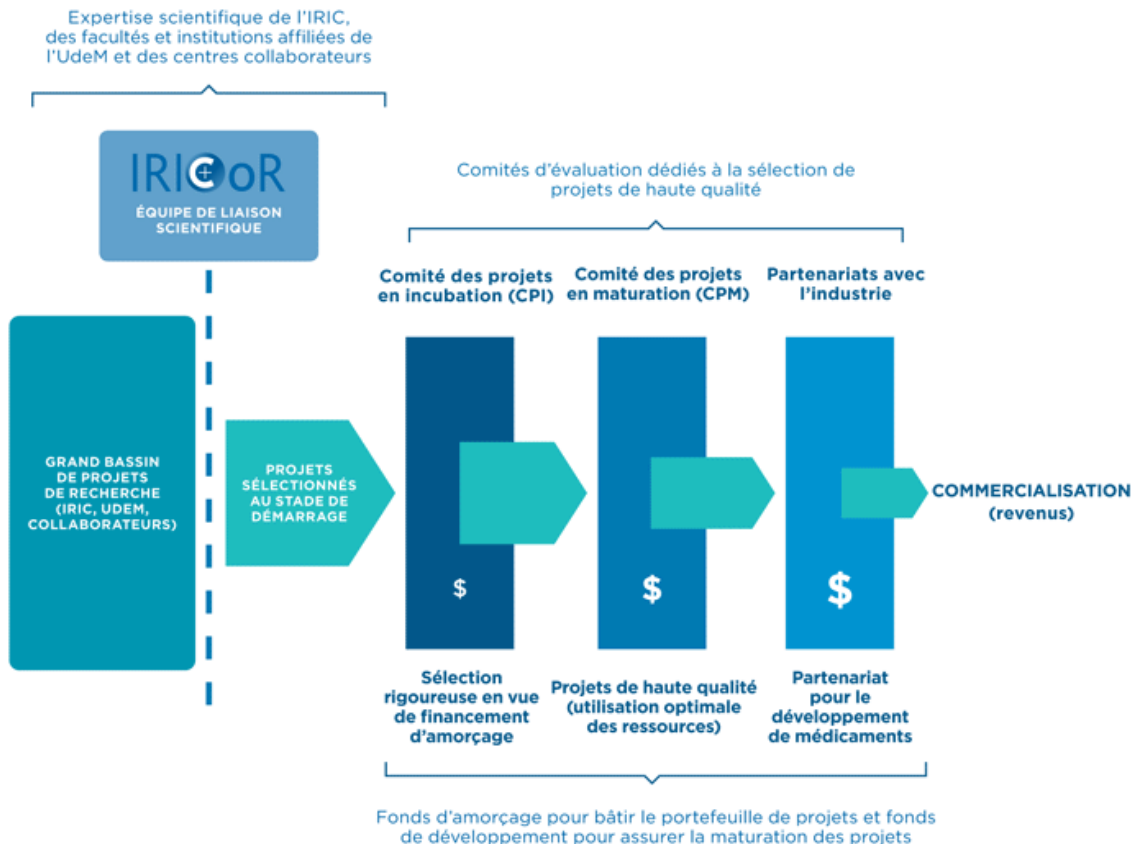 Expertise scientifique de l'IRIC,
des facultés et institutions affiliées de
l'UdeM et des centres collaborateurs
IRICoR
ÉQUIPE DE LIAISON
SCIENTIFIQUE
Comités d'évaluation dédiés à la sélection de
projets de haute qualité
Comité des projets
en incubation (CPI)
Comité des projets
en maturation (CPM)
Partenariats avec
l'industrie
GRAND BASSIN
DE PROJETS
DE RECHERCHE
(IRIC, UDEM,
COLLABORATEURS)
PROJETS
SÉLECTIONNÉS
AU STADE DE
DÉMARRAGE
COMMERCIALISATION
(revenus)
$
$
$
Sélection
rigoureuse en vue
de financement
d'amorçage
Projets de haute qualité
(utilisation optimale
des ressources)
Partenariat
pour le
développement
de médicaments
Fonds d'amorçage pour bâtir le portefeuille de projets et fonds
de développement pour assurer la maturation des projets